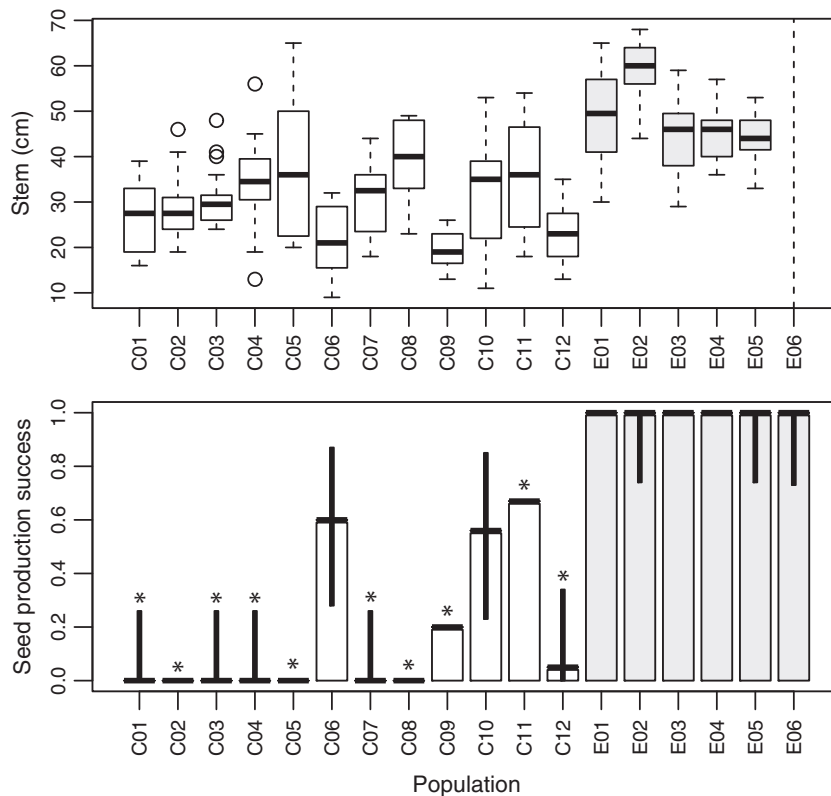 Stem (cm)
70
60
50
40
30
20
10
C01 C02 C03 C04 C05 C06 C07 C08 C09 C10 C11 C12 E01 E02 E03 E04 E05 E06
Seed production success
1.0
0.8
0.6
0.4
0.2
0.0
* * * * * * * * * *
C01 C02 C03 C04 C05 C06 C07 C08 C09 C10 C11 C12 E01 E02 E03 E04 E05 E06
Population